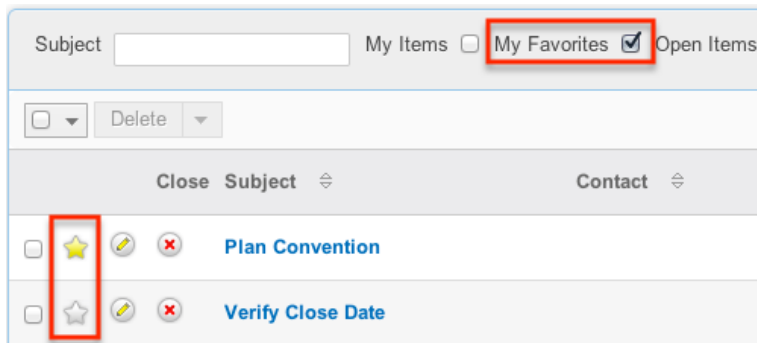 Subject My Items My Favorites Open Items
Delete
Close Subject Contact
Plan Convention
Verify Close Date